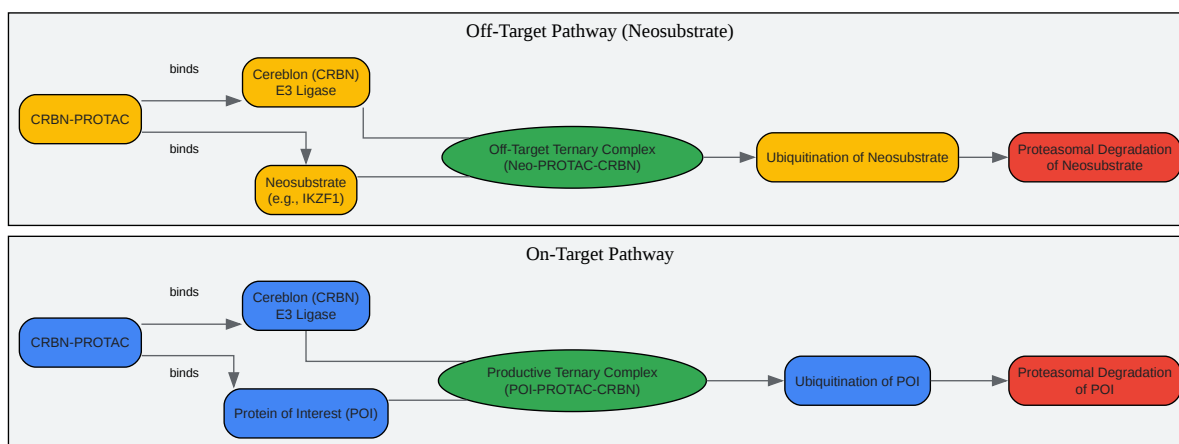 Off-Target Pathway (Neosubstrate)
binds
Cereblon (CRBN)
E3 Ligase
CRBN-PROTAC
binds
Neosubstrate
(e.g., IKZF1)
Off-Target Ternary Complex
(Neo-PROTAC-CRBN)
Ubiquitination of Neosubstrate
Proteasomal Degradation
of Neosubstrate
On-Target Pathway
binds
Cereblon (CRBN)
E3 Ligase
CRBN-PROTAC
binds
Protein of Interest (POI)
Productive Ternary Complex
(POI-PROTAC-CRBN)
Ubiquitination of POI
Proteasomal Degradation
of POI